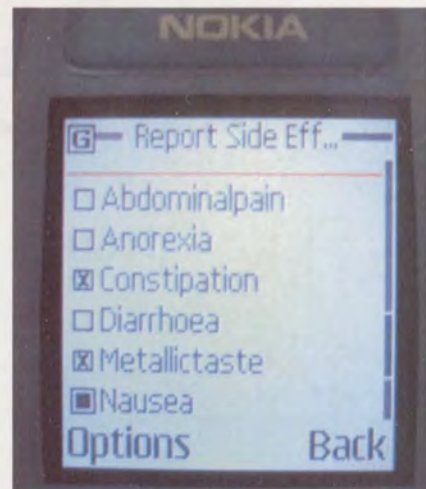 NOKIA
G Report Side Eff...
Abdominalpain
Anorexia
Constipation
Diarrhoea
Metallictaste
Nausea
Options Back